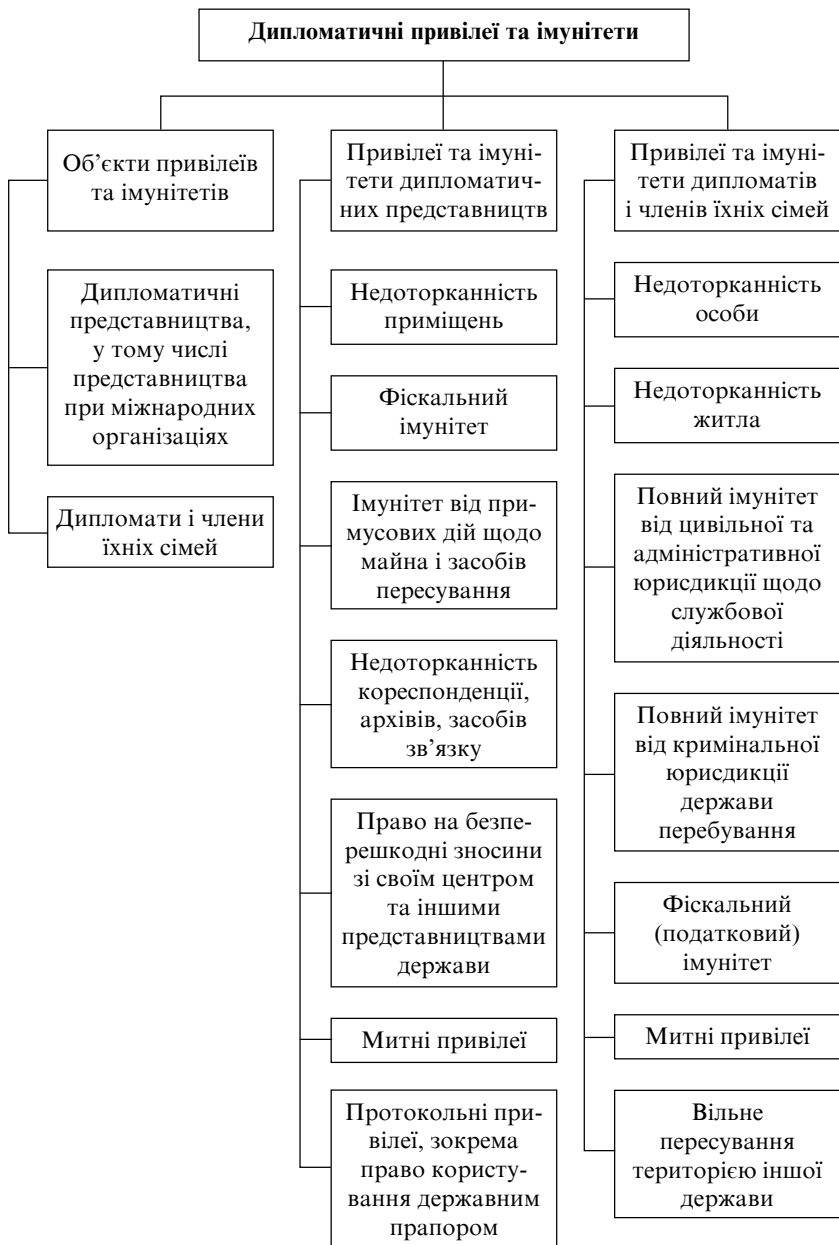 Дипломатичні привілеї та імунітети
Об’єкти привілеїв
та імунітетів
Дипломатичні
представництва,
у тому числі
представництва
при міжнародних
організаціях
Дипломати і члени
їхніх сімей
Привілеї та імуні-
тети дипломатич-
них представництв
Недоторканність
приміщень
Фіскальний
імунітет
Імунітет від при-
мусових дій щодо
майна і засобів
пересування
Недоторканність
кореспонденції,
архівів, засобів
зв’язку
Право на безпе-
решкодні зносини
зі своїм центром
та іншими
представництвами
держави
Митні привілеї
Протокольні при-
вілеї, зокрема
право користу-
вання державним
прапором
Привілеї та імуні-
тети дипломатів
і членів їхніх сімей
Недоторканність
особи
Недоторканність
житла
Повний імунітет
від цивільної та
адміністративної
юрисдикції щодо
службової
діяльності
Повний імунітет
від кримінальної
юрисдикції
держави
перебування
Фіскальний
(податковий)
імунітет
Митні привілеї
Вільне
пересування
територією іншої
держави